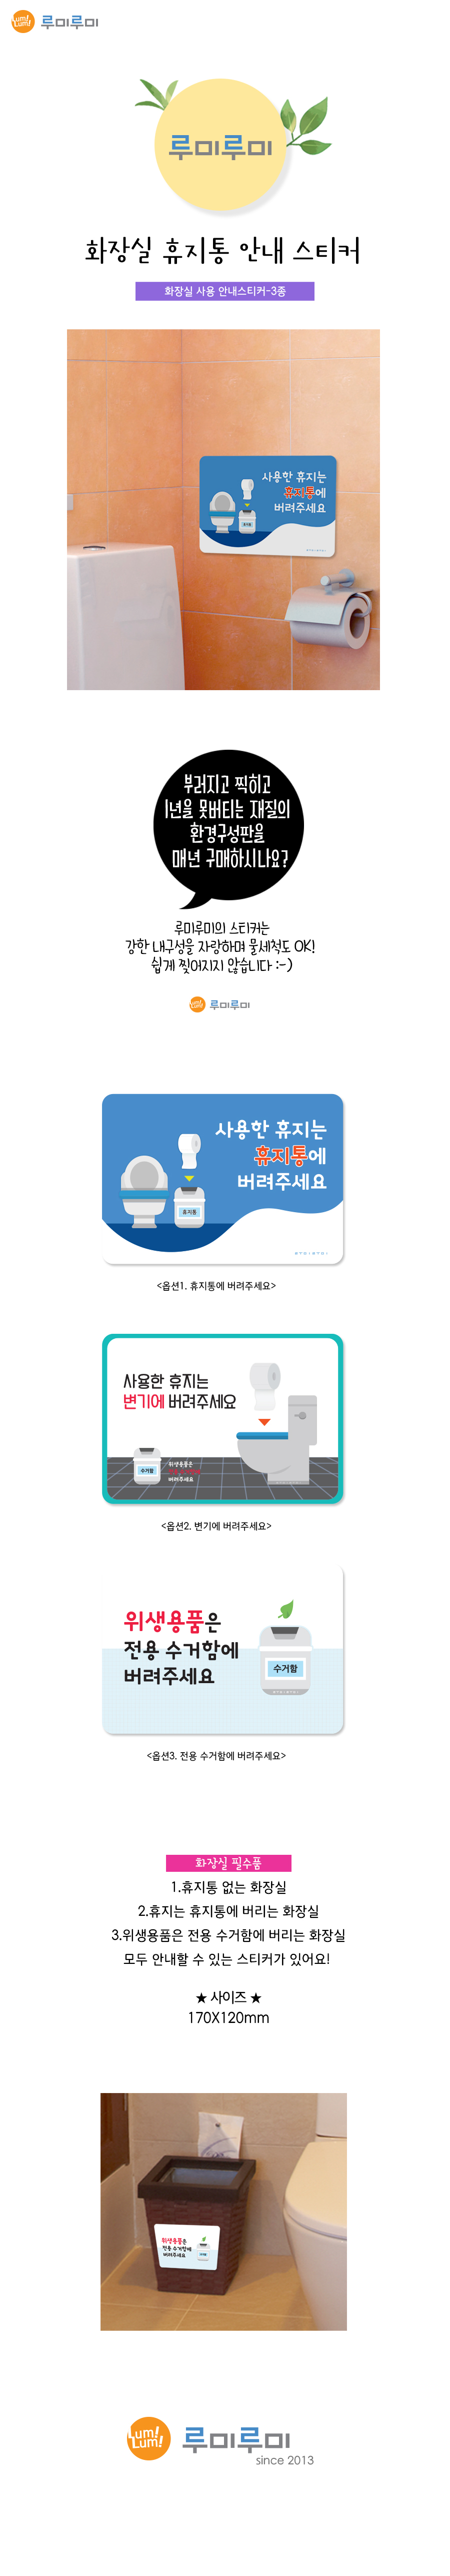 Lum!
Lum!
루미루미
루미루미
화장실 휴지통 안내 스티커
화장실 사용 안내스티커-3종
사용한 휴지는
휴지통에
버려주세요
휴지통
부러지고 찍히고
1년을 못버티는 재질의
환경구성판을
매년 구매하시나요?
루미루미의 스티커는
강한 내구성을 자랑하며 물세척도 OK!
쉽게 찢어지지 않습니다 :-)
Lum!
Lum!
루미루미
사용한 휴지는
휴지통에
버려주세요
휴지통
<옵션1. 휴지통에 버려주세요>
사용한 휴지는
변기에 버려주세요
수거함
위생용품은
버려주세요
<옵션2. 변기에 버려주세요>
위생용품은
전용 수거함에
버려주세요
수거함
<옵션3. 전용 수거함에 버려주세요>
화장실 필수품
1.휴지통 없는 화장실
2.휴지는 휴지통에 버리는 화장실
3.위생용품은 전용 수거함에 버리는 화장실
모두 안내할 수 있는 스티커가 있어요!
★ 사이즈 ★
170X120mm
위생용품은
전용 수거함에
버려주세요
수거함
Lum!
Lum!
루미루미
since 2013